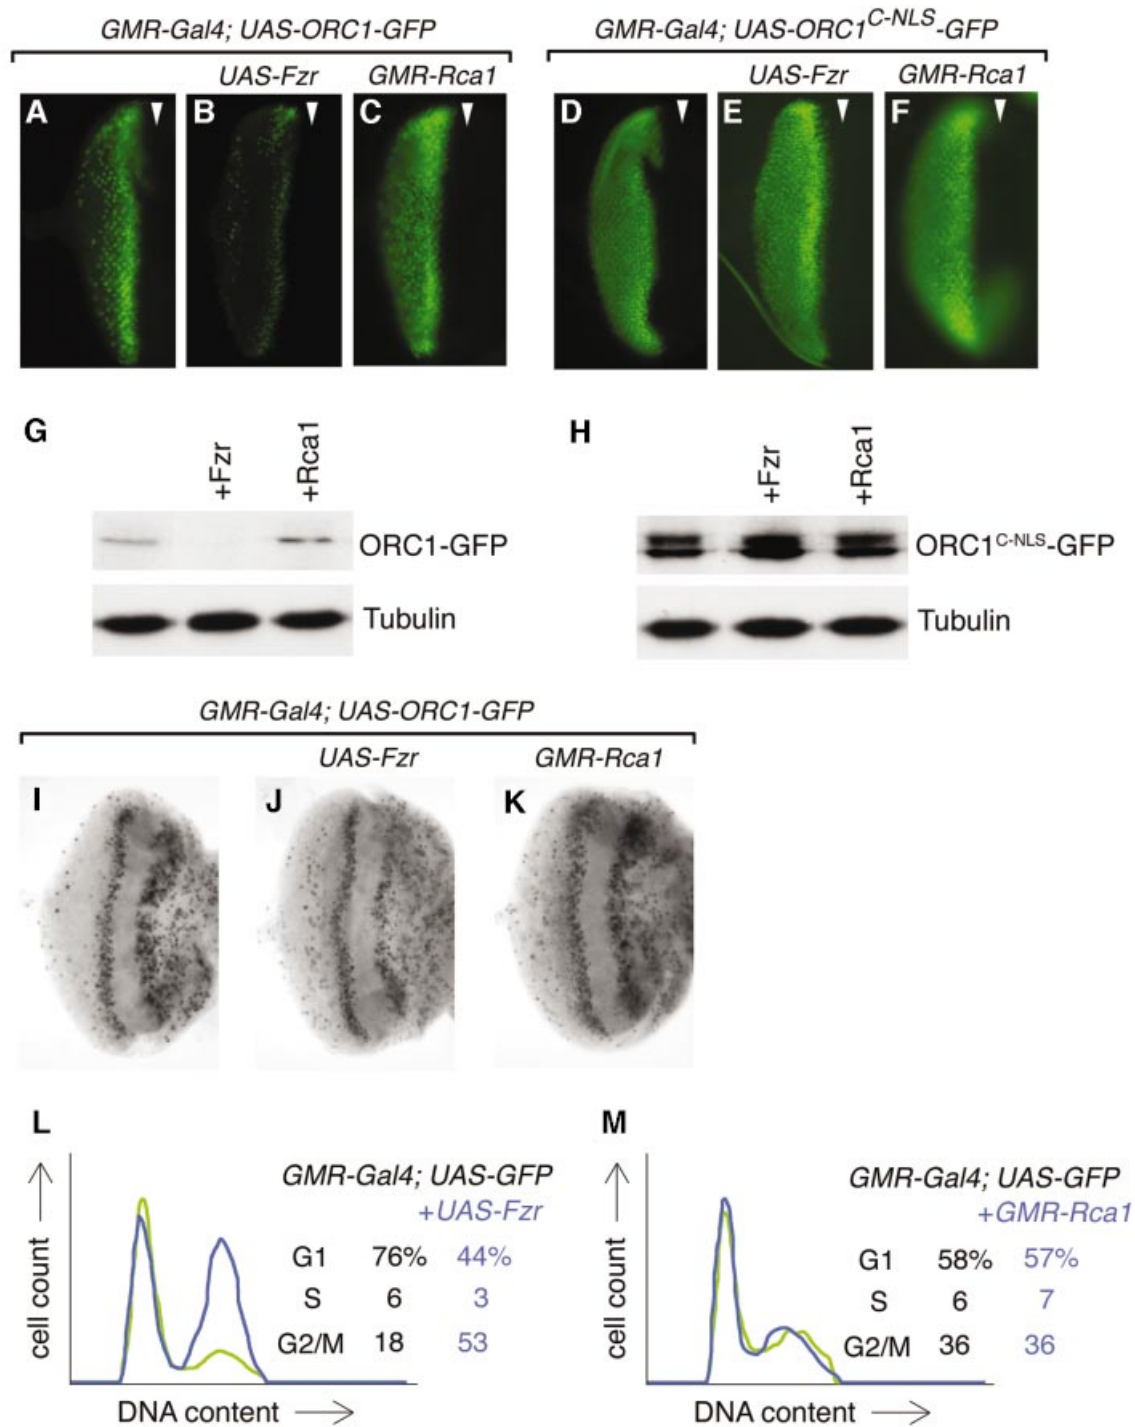 GMR-Gal4; UAS-ORC1-GFP
GMR-Gal4; UAS-ORC1^C-NLS-GFP
UAS-Fzr GMR-Rca1
UAS-Fzr GMR-Rca1
A B C D E F
G
+Fzr
+Rca1
ORC1-GFP
Tubulin
H
+Fzr
+Rca1
ORC1^C-NLS-GFP
Tubulin
GMR-Gal4; UAS-ORC1-GFP
UAS-Fzr GMR-Rca1
I J K
L
cell count
DNA content
GMR-Gal4; UAS-GFP
+UAS-Fzr
G1 76% 44%
S 6 3
G2/M 18 53
M
cell count
DNA content
GMR-Gal4; UAS-GFP
+GMR-Rca1
G1 58% 57%
S 6 7
G2/M 36 36